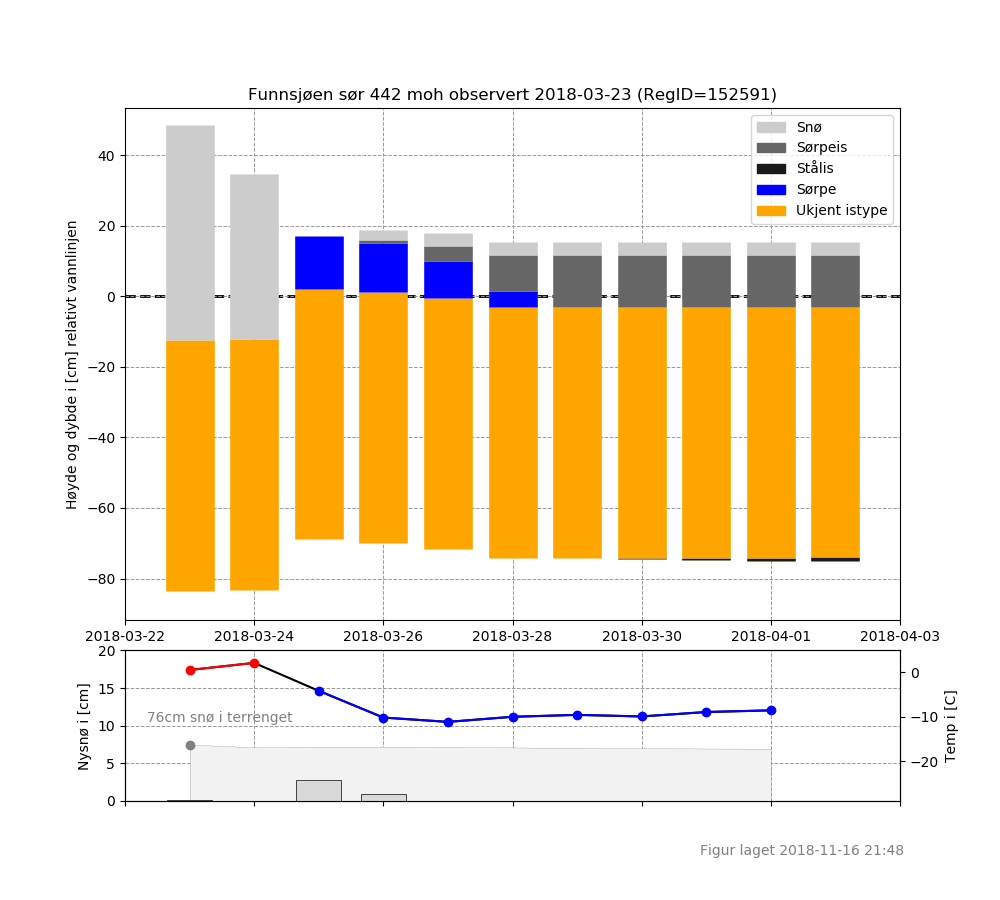 Funnsjøen sør 442 moh observert 2018-03-23 (RegID=152591)
Snø
Sørpeis
Stålis
Sørpe
Ukjent istype
Høyde og dybde i [cm] relativt vannlinjen
40
20
0
−20
−40
−60
−80
2018-03-22 2018-03-24 2018-03-26 2018-03-28 2018-03-30 2018-04-01 2018-04-03
Nysnø i [cm]
20
15
10
5
0
76cm snø i terrenget
0
−10
−20
Temp i [C]
Figur laget 2018-11-16 21:48